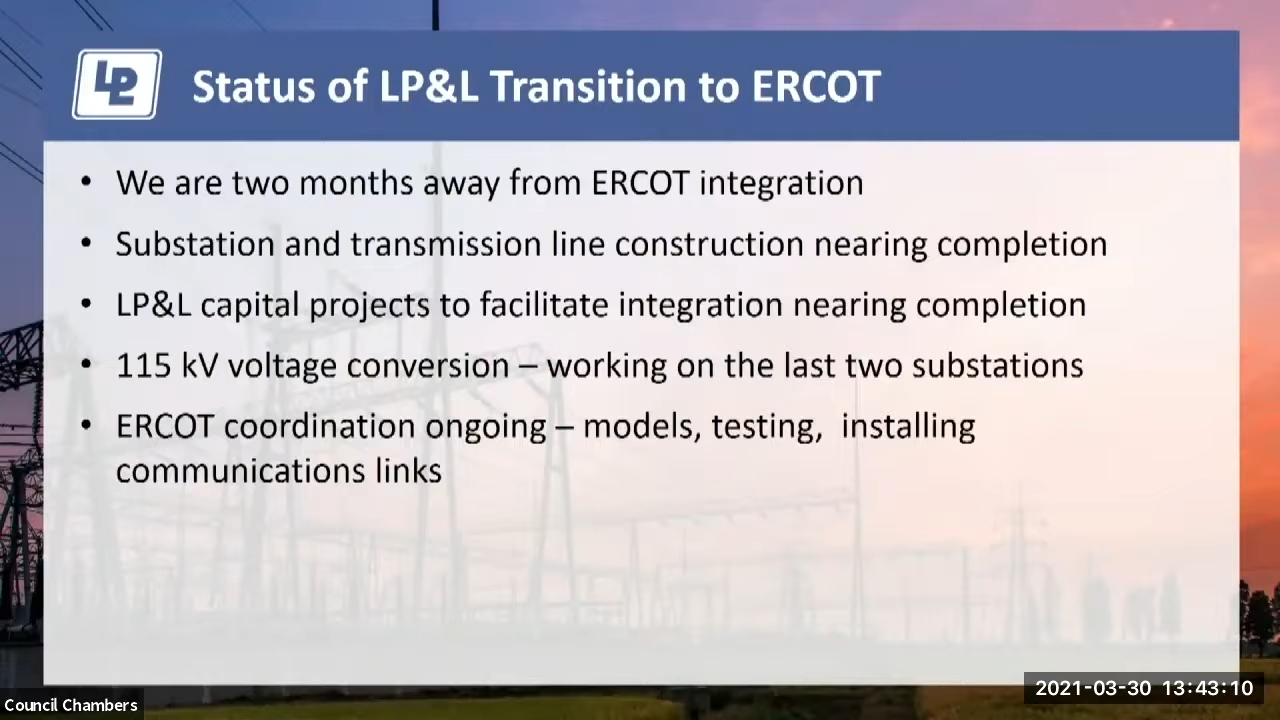 LP
Status of LP&L Transition to ERCOT
• We are two months away from ERCOT integration
• Substation and transmission line construction nearing completion
• LP&L capital projects to facilitate integration nearing completion
• 115 kV voltage conversion – working on the last two substations
• ERCOT coordination ongoing – models, testing,  installing
communications links
2021-03-30 13:43:10
Council Chambers